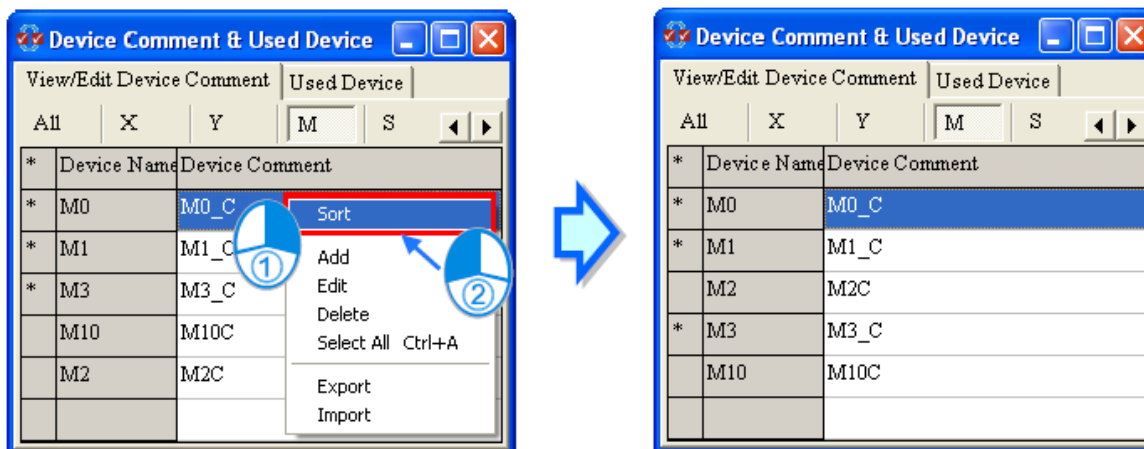 Device Comment & Used Device
View/Edit Device Comment Used Device
All X Y M S
* Device Name Device Comment
* M0 M0_C
* M1 M1_C
* M3 M3_C
M10 M10C
M2 M2C
Sort
Add
Edit
Delete
Select All Ctrl+A
Export
Import
①
②
Device Comment & Used Device
View/Edit Device Comment Used Device
All X Y M S
* Device Name Device Comment
* M0 M0_C
* M1 M1_C
M2 M2C
* M3 M3_C
M10 M10C